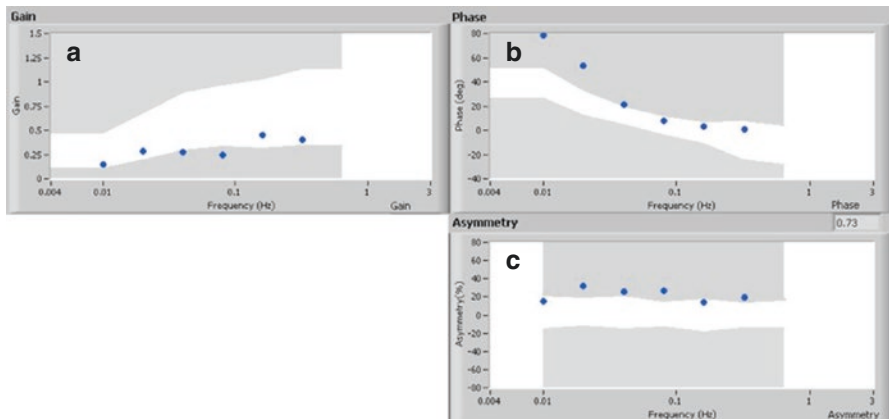 Gain
a
1.5
1.25
1
0.75
0.5
0.25
0
Gain
0.004 0.01 0.1 1 3
Frequency (Hz) Gain
Phase
b
80
60
40
20
0
-20
-40
Phase (deg)
0.004 0.01 0.1 1 3
Frequency (Hz) Phase
Asymmetry 0.73
c
80
60
40
20
0
-20
-40
-60
-80
Asymmetry(%)
0.004 0.01 0.1 1 3
Frequency (Hz) Asymmetry